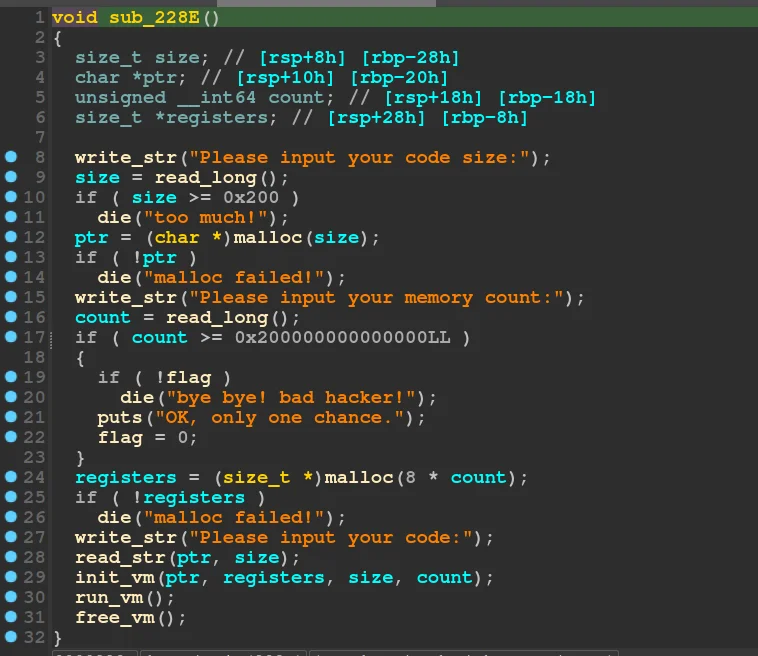 1 void sub_228E()
2 {
3 size_t size; // [rsp+8h] [rbp-28h]
4 char *ptr; // [rsp+10h] [rbp-20h]
5 unsigned __int64 count; // [rsp+18h] [rbp-18h]
6 size_t *registers; // [rsp+28h] [rbp-8h]
7
8 write_str("Please input your code size:");
9 size = read_long();
10 if ( size >= 0x200 )
11 die("too much!");
12 ptr = (char *)malloc(size);
13 if ( !ptr )
14 die("malloc failed!");
15 write_str("Please input your memory count:");
16 count = read_long();
17 if ( count >= 0x200000000000000LL )
18 {
19 if ( !flag )
20 die("bye bye! bad hacker!");
21 puts("OK, only one chance.");
22 flag = 0;
23 }
24 registers = (size_t *)malloc(8 * count);
25 if ( !registers )
26 die("malloc failed!");
27 write_str("Please input your code:");
28 read_str(ptr, size);
29 init_vm(ptr, registers, size, count);
30 run_vm();
31 free_vm();
32 }